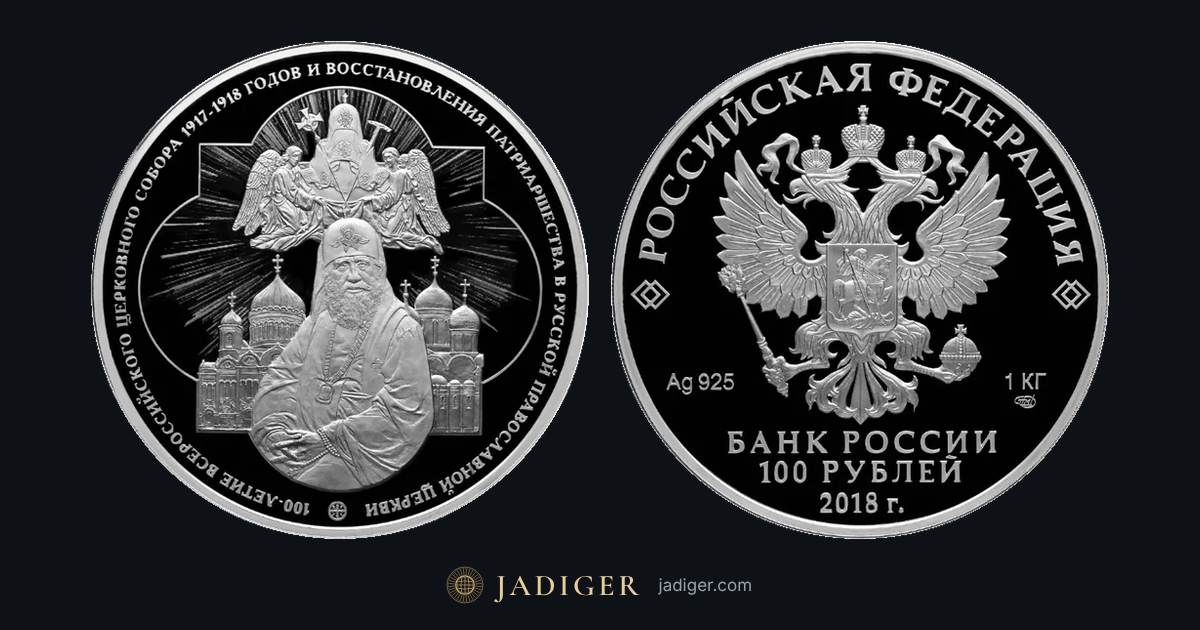 100-ЛЕТИЕ ВСЕРОССИЙСКОГО ЦЕРКОВНОГО СОБОРА 1917-1918 ГОДОВ И ВОССТАНОВЛЕНИЯ ПАТРИАРШЕСТВА В РУССКОЙ ПРАВОСЛАВНОЙ ЦЕРКВИ
РОССИЙСКАЯ ФЕДЕРАЦИЯ
Ag 925
1 КГ
БАНК РОССИИ
100 РУБЛЕЙ
2018 г.
JADIGER jadiger.com